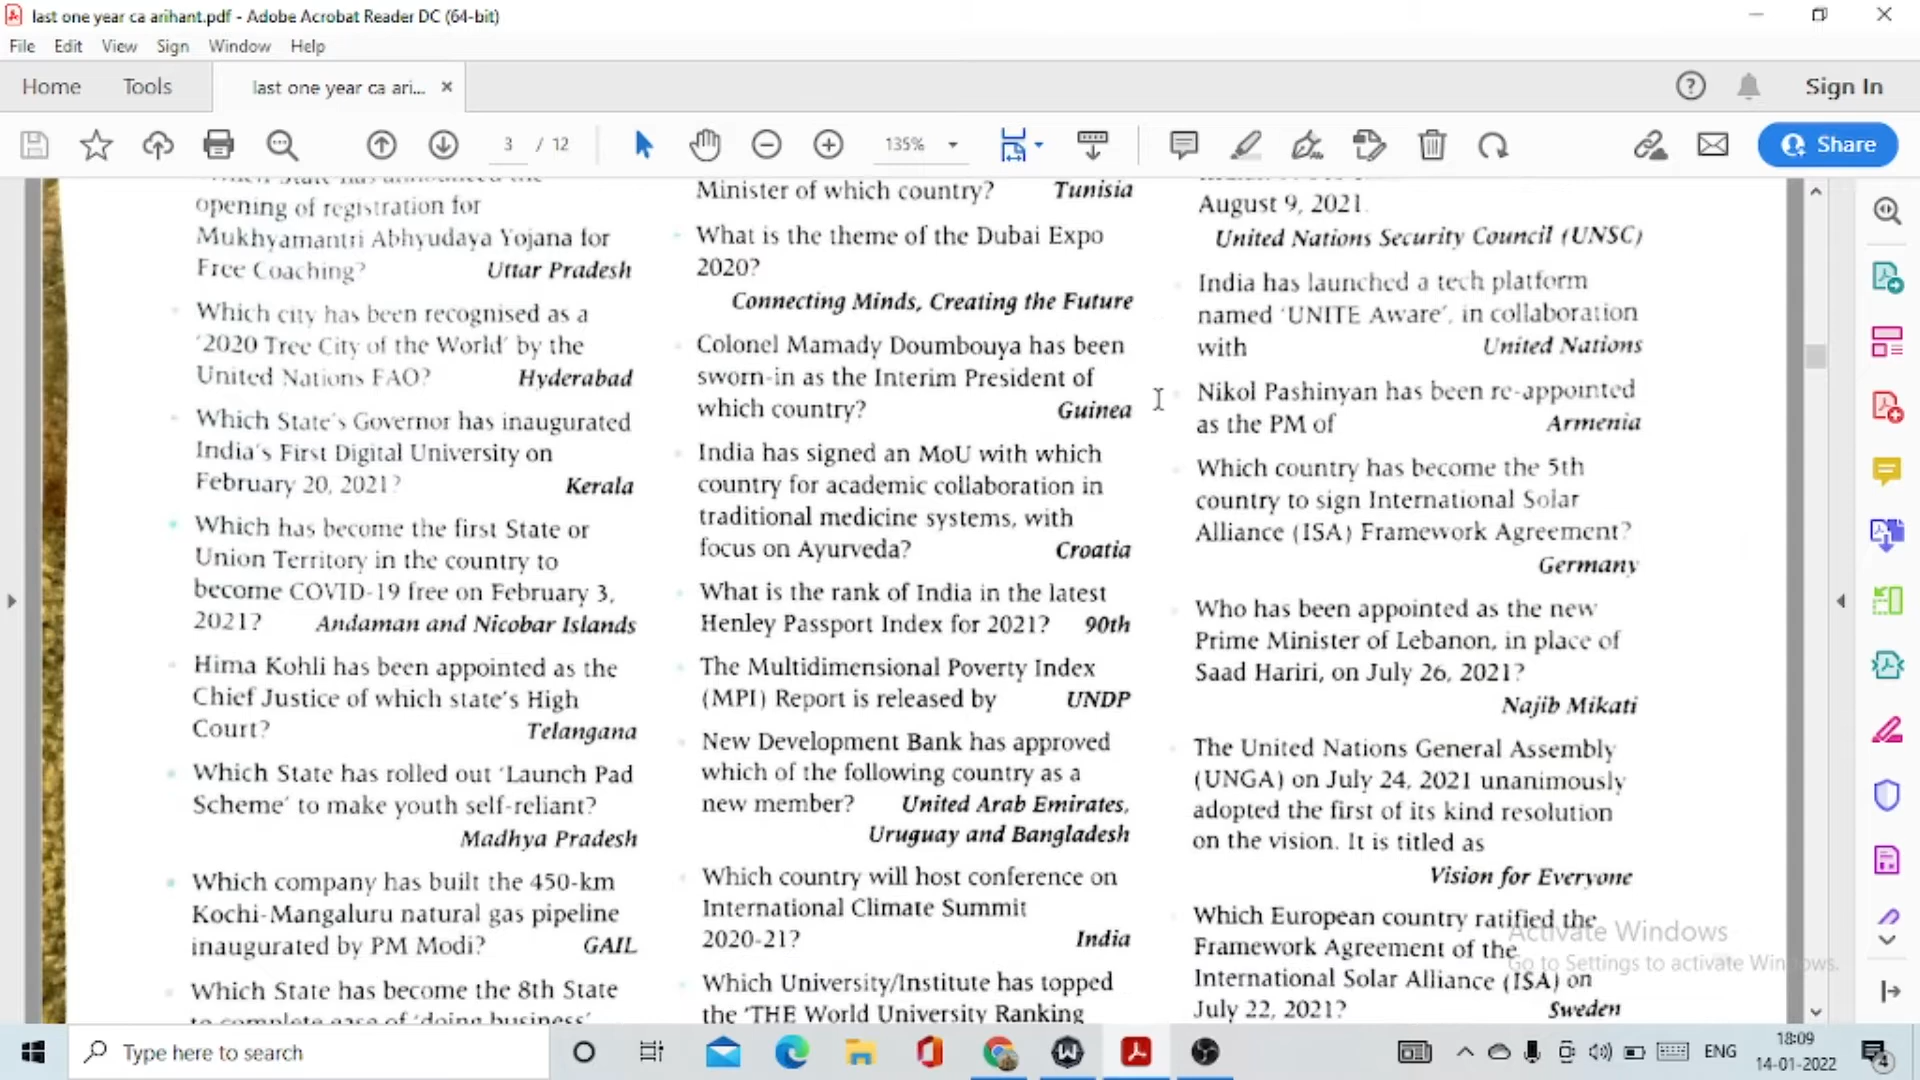 last one year ca arihant.pdf - Adobe Acrobat Reader DC (64-bit)
File Edit View Sign Window Help
Home Tools last one year ca ari... × Sign In
3 / 12 135% Share
opening of registration for
Mukhyamantri Abhyudaya Yojana for
Free Coaching? Uttar Pradesh
Which city has been recognised as a
'2020 Tree City of the World' by the
United Nations FAO? Hyderabad
Which State's Governor has inaugurated
India's First Digital University on
February 20, 2021? Kerala
Which has become the first State or
Union Territory in the country to
become COVID-19 free on February 3,
2021? Andaman and Nicobar Islands
Hima Kohli has been appointed as the
Chief Justice of which state's High
Court? Telangana
Which State has rolled out 'Launch Pad
Scheme' to make youth self-reliant?
Madhya Pradesh
Which company has built the 450-km
Kochi-Mangaluru natural gas pipeline
inaugurated by PM Modi? GAIL
Which State has become the 8th State
to complete ease of 'doing business'
Minister of which country? Tunisia
What is the theme of the Dubai Expo
2020?
Connecting Minds, Creating the Future
Colonel Mamady Doumbouya has been
sworn-in as the Interim President of
which country? Guinea
India has signed an MoU with which
country for academic collaboration in
traditional medicine systems, with
focus on Ayurveda? Croatia
What is the rank of India in the latest
Henley Passport Index for 2021? 90th
The Multidimensional Poverty Index
(MPI) Report is released by UNDP
New Development Bank has approved
which of the following country as a
new member? United Arab Emirates,
Uruguay and Bangladesh
Which country will host conference on
International Climate Summit
2020-21? India
Which University/Institute has topped
the 'THE World University Ranking
August 9, 2021.
United Nations Security Council (UNSC)
India has launched a tech platform
named 'UNITE Aware', in collaboration
with United Nations
Nikol Pashinyan has been re-appointed
as the PM of Armenia
Which country has become the 5th
country to sign International Solar
Alliance (ISA) Framework Agreement?
Germany
Who has been appointed as the new
Prime Minister of Lebanon, in place of
Saad Hariri, on July 26, 2021?
Najib Mikati
The United Nations General Assembly
(UNGA) on July 24, 2021 unanimously
adopted the first of its kind resolution
on the vision. It is titled as
Vision for Everyone
Which European country ratified the
Framework Agreement of the
International Solar Alliance (ISA) on
July 22, 2021? Sweden
Activate Windows
Go to Settings to activate Windows.
Type here to search
ENG
18:09
14-01-2022
4